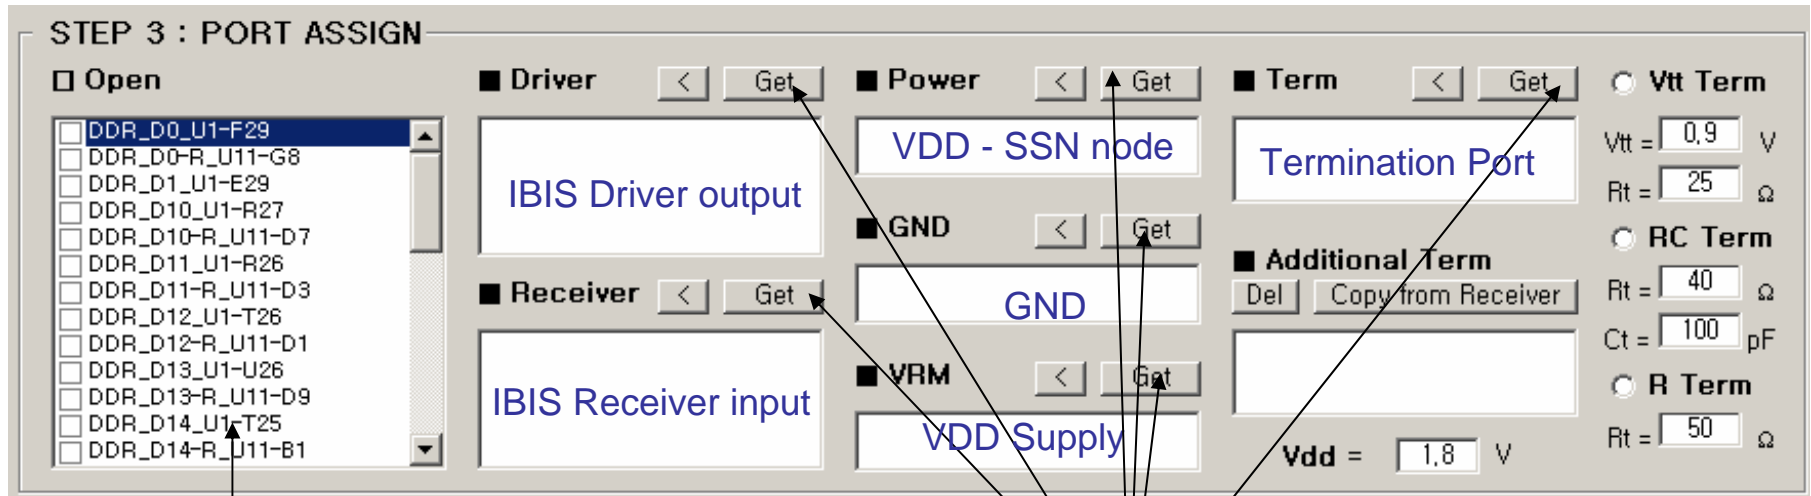 STEP 3 : PORT ASSIGN
Open
DDR_D0_U1-F29
DDR_D0-R_U11-G8
DDR_D1_U1-E29
DDR_D10_U1-R27
DDR_D10-R_U11-D7
DDR_D11_U1-R26
DDR_D11-R_U11-D3
DDR_D12_U1-T26
DDR_D12-R_U11-D1
DDR_D13_U1-U26
DDR_D13-R_U11-D9
DDR_D14_U1-T25
DDR_D14-R_U11-B1
Driver < Get
IBIS Driver output
Receiver < Get
IBIS Receiver input
Power < Get
VDD - SSN node
GND < Get
GND
VRM < Get
VDD Supply
Term < Get
Termination Port
Additional Term
Del Copy from Receiver
Vdd = 1,8 V
Vtt Term
Vtt = 0,9 V
Rt = 25 Ω
RC Term
Rt = 40 Ω
Ct = 100 pF
R Term
Rt = 50 Ω